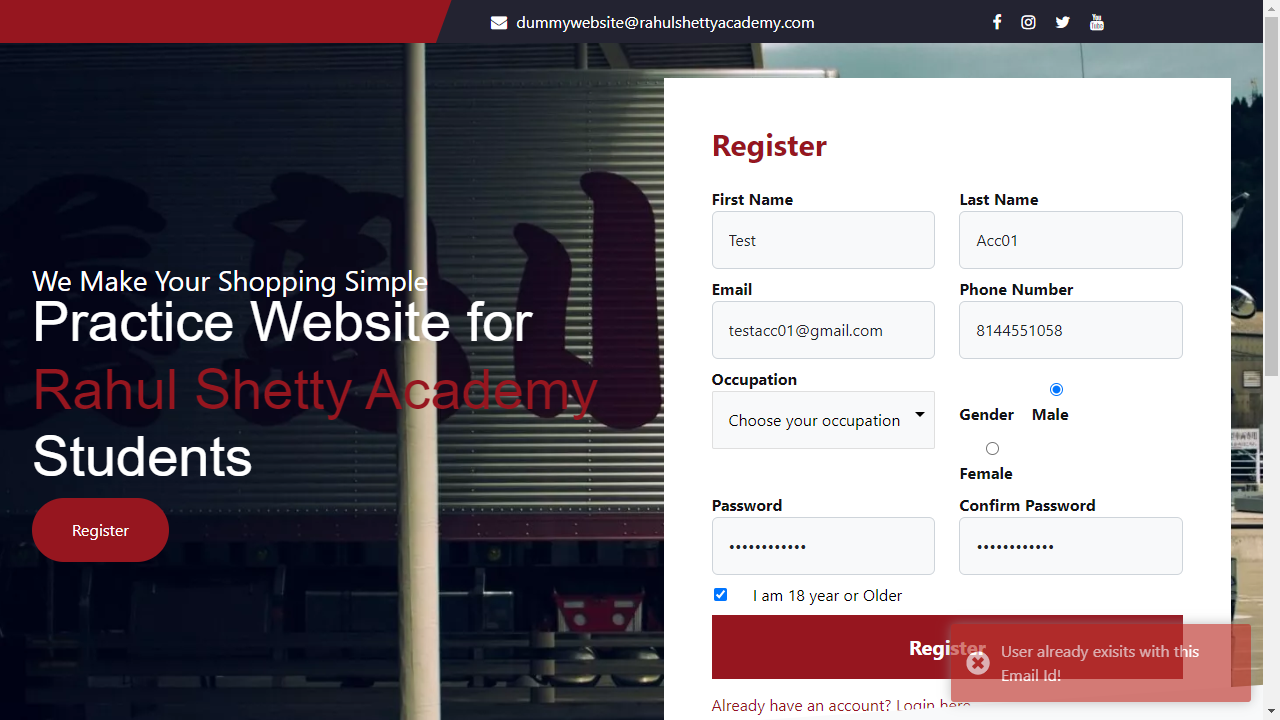 dummywebsite@rahulshettyacademy.com
We Make Your Shopping Simple
Practice Website for
Rahul Shetty Academy
Students
Register
Register
First Name
Last Name
Test
Acc01
Email
Phone Number
testacc01@gmail.com
8144551058
Occupation
Choose your occupation
Gender
Male
Female
Password
Confirm Password
••••••••••••
••••••••••••
I am 18 year or Older
Register
User already exisits with this
Email Id!
Already have an account? Login here